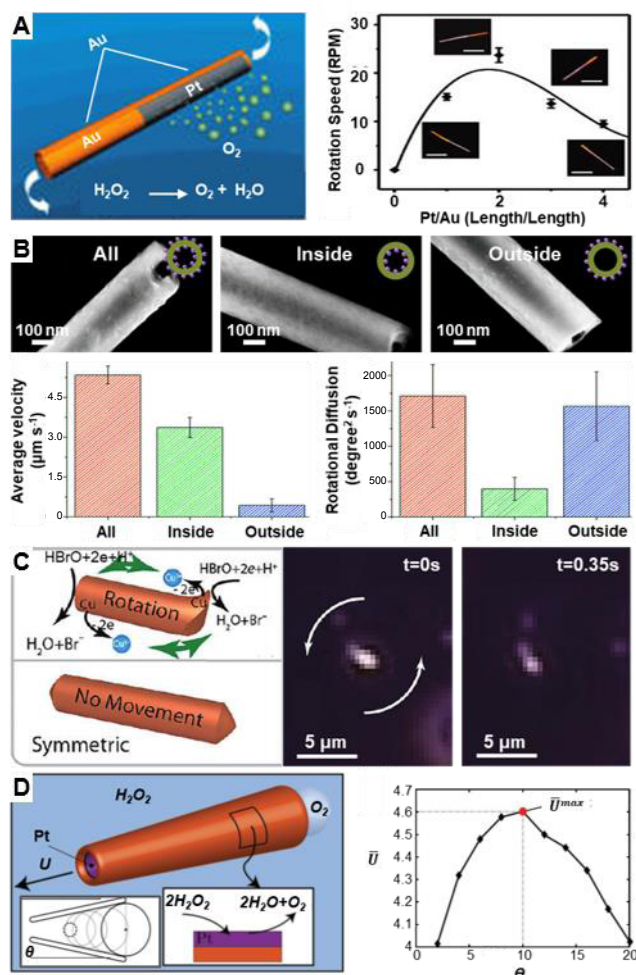 A
Au
Pt
Au
O₂
H₂O₂ → O₂ + H₂O
Rotation Speed (RPM)
30
20
10
0
0 1 2 3 4
Pt/Au (Length/Length)
B
All
Inside
Outside
100 nm
100 nm
100 nm
Average velocity
(μm s⁻¹)
4.5
3.0
1.5
0
All Inside Outside
Rotational Diffusion
(degree² s⁻¹)
2000
1500
1000
500
0
All Inside Outside
C
HBrO+2e+H⁺
HBrO+2e+H⁺
Rotation
Cu
- 2e
Cu
- 2e
H₂O+Br⁻
H₂O+Br⁻
No Movement
Symmetric
t=0s
5 μm
t=0.35s
5 μm
D
H₂O₂
O₂
Pt
U
θ
2H₂O₂
2H₂O+O₂
Pt
Ū
4.7
4.6
4.5
4.4
4.3
4.2
4.1
4
Ūᵐᵃˣ
0 5 10 15 20
θ